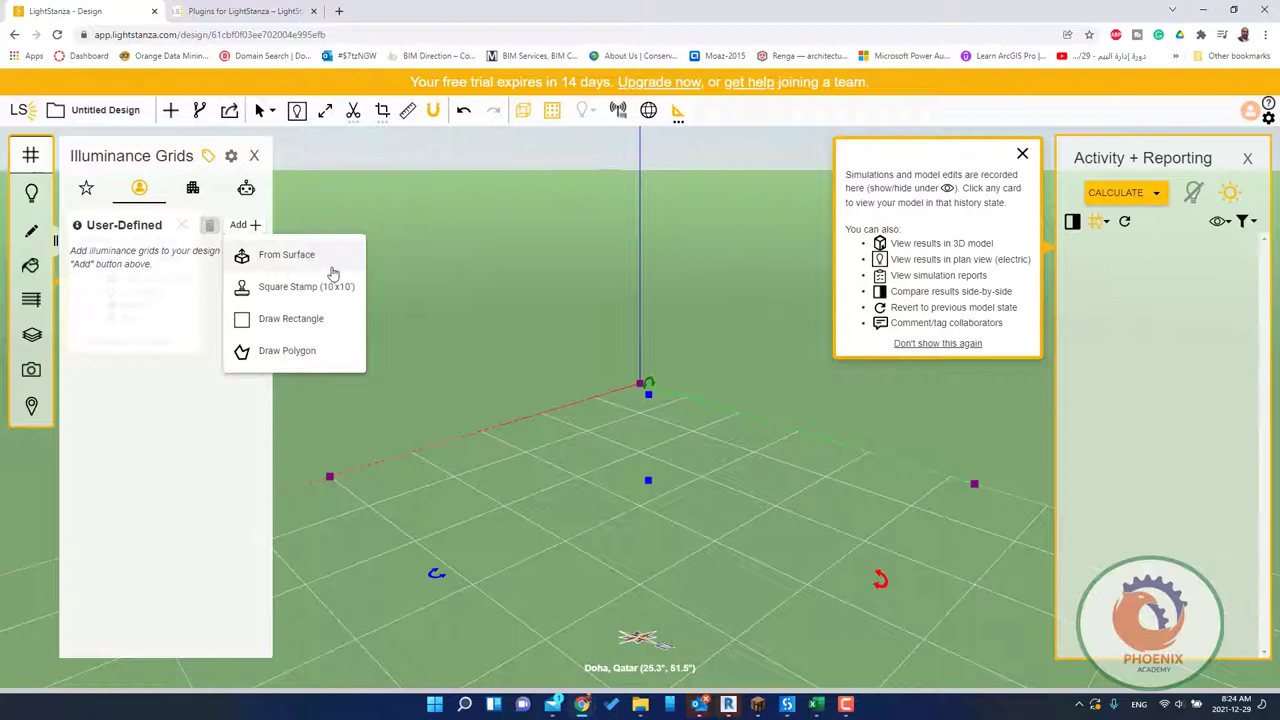 LightStanza - Design
Plugins for LightStanza – LightSt
app.lightstanza.com/design/61cbf0f03ee702004e995efb
Apps
Dashboard
Orange Data Mining...
Domain Search | Do...
#$7tzNGW
BIM Direction – Co...
BIM Services, BIM C...
About Us | Conserv...
Moaz-2015
Renga — architectu...
Microsoft Power Au...
Learn ArcGIS Pro |...
Other bookmarks
Your free trial expires in 14 days. Upgrade now, or get help joining a team.
LS
Untitled Design
Illuminance Grids
X
User-Defined
Add
Add illuminance grids to your design
"Add" button above.
From Surface
Square Stamp (10'x10')
Draw Rectangle
Draw Polygon
Simulations and model edits are recorded
here (show/hide under). Click any card
to view your model in that history state.
You can also:
View results in 3D model
View results in plan view (electric)
View simulation reports
Compare results side-by-side
Revert to previous model state
Comment/tag collaborators
Don't show this again
Activity + Reporting
X
CALCULATE
Doha, Qatar (25.3°, 51.5°)
PHOENIX
ACADEMY
ENG
8:24 AM
2021-12-29